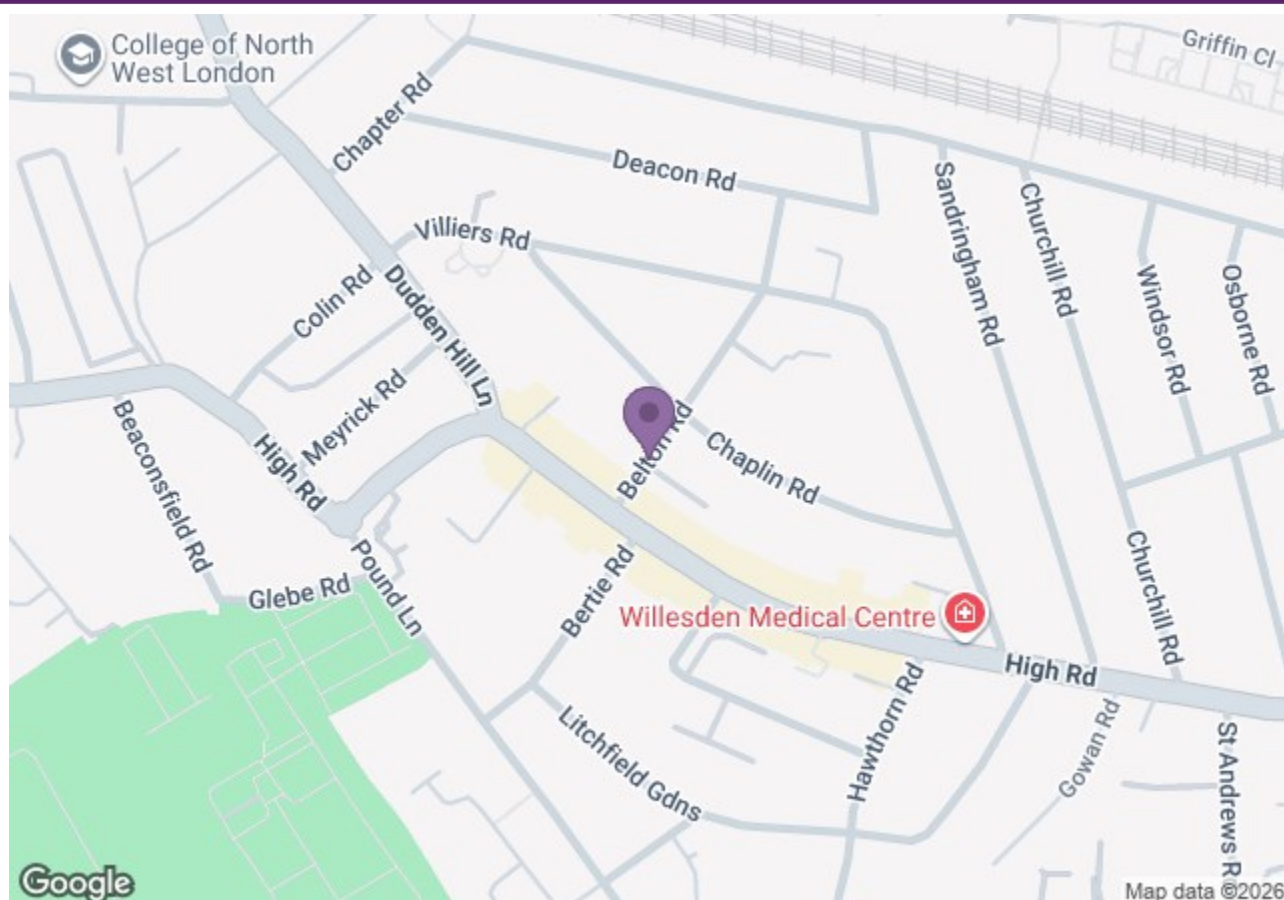 College of North
West London
Griffin Cl
Chapter Rd
Deacon Rd
Sandringham Rd
Churchill Rd
Villiers Rd
Windsor Rd
Osborne Rd
Colin Rd
Dudden Hill Ln
Meyrick Rd
Beaconsfield Rd
High Rd
Belton Rd
Chaplin Rd
Churchill Rd
Pound Ln
Glebe Rd
Bertie Rd
Willesden Medical Centre
High Rd
Hawthorn Rd
Gowan Rd
Litchfield Gdns
St Andrews R
Google
Map data ©2026